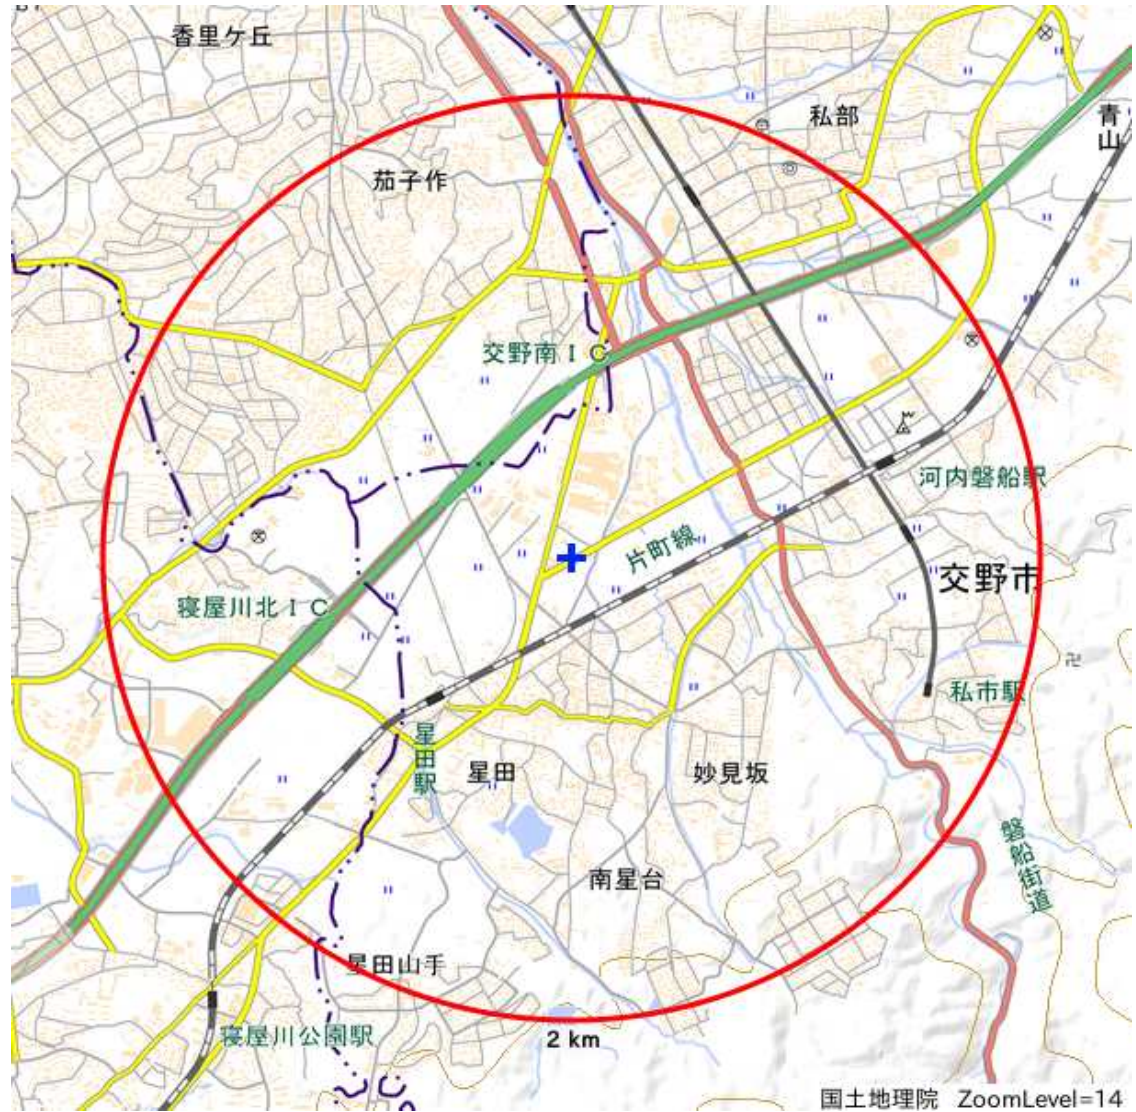 香里ケ丘
私部
青山
茄子作
交野南ＩＣ
河内磐船駅
片町線
交野市
寝屋川北ＩＣ
私市駅
星田駅
星田
妙見坂
磐船街道
南星台
星田山手
寝屋川公園駅
2 km
国土地理院 ZoomLevel=14